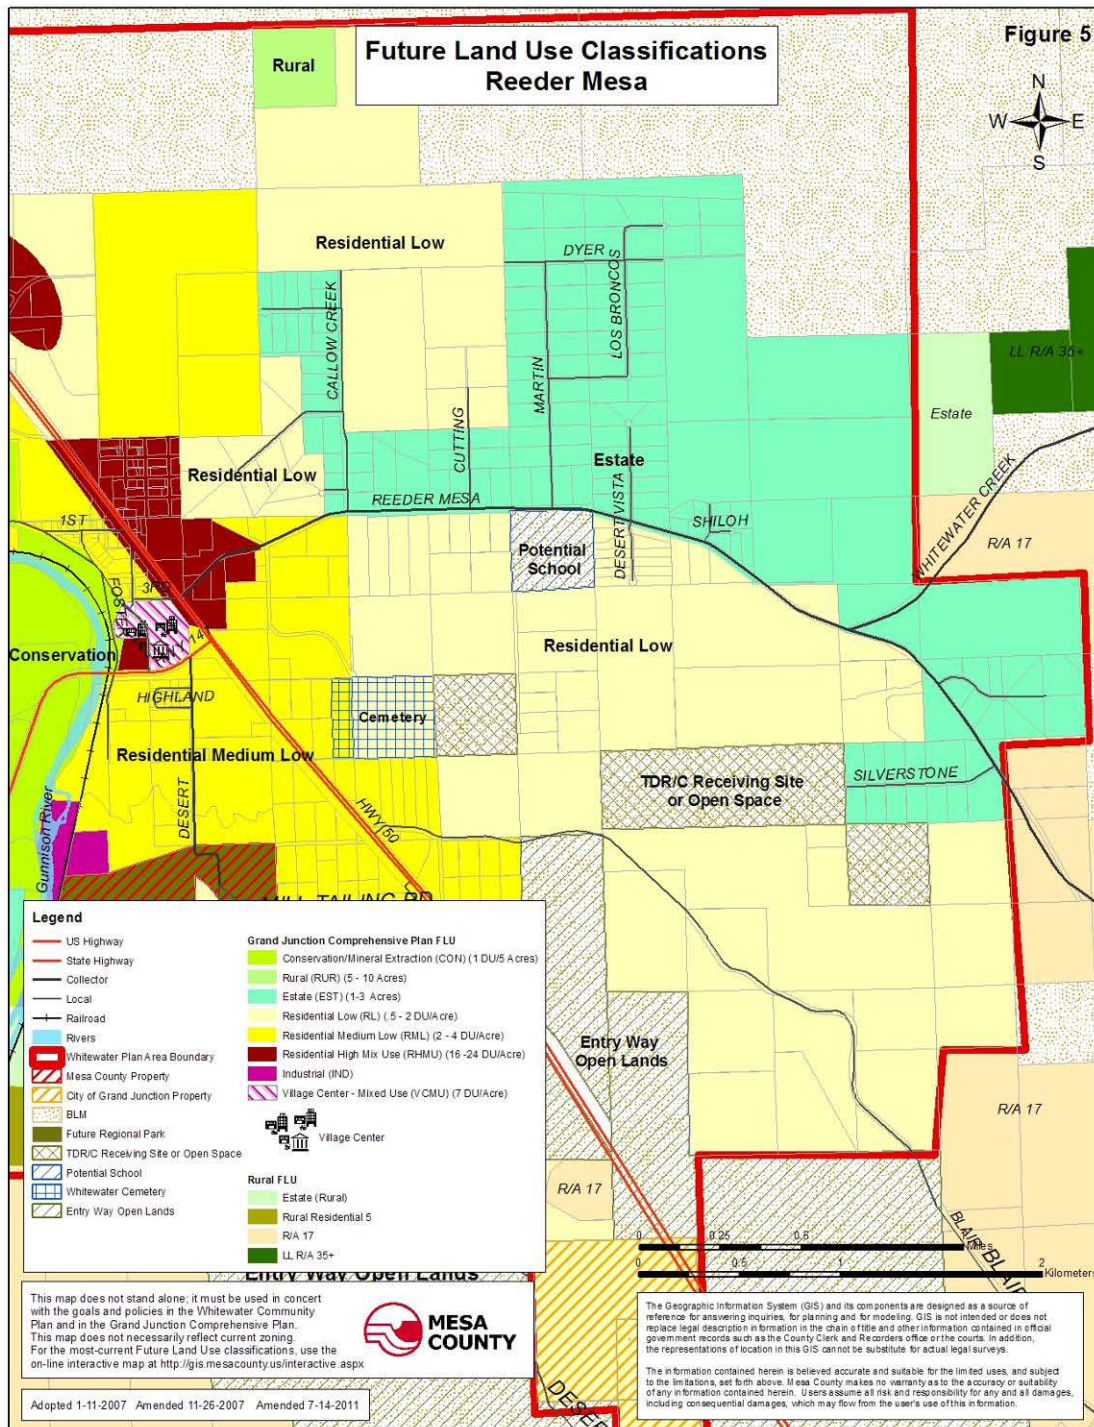 Figure 5
Future Land Use Classifications
Reeder Mesa
N
W E
S
Rural
Residential Low
DYER
LOS BRONCOS
CALLOW CREEK
MARTIN
CUTTING
LL R/A 35+
Estate
Estate
Residential Low
REEDER MESA
DESERT VISTA
SHILOH
WHITEWATER CREEK
R/A 17
1ST
Potential
School
FOSTER
3RD
141
Conservation
Residential Low
HIGHLAND
Cemetery
Residential Medium Low
TDR/C Receiving Site
or Open Space
SILVERSTONE
DESERT
HWY 50
Gunnison River
MILL TAILING RD
Entry Way
Open Lands
R/A 17
R/A 17
BLAIR
BLAIR
Entry Way Open Lands
DESER
Legend
US Highway
State Highway
Collector
Local
Railroad
Rivers
Whitewater Plan Area Boundary
Mesa County Property
City of Grand Junction Property
BLM
Future Regional Park
TDR/C Receiving Site or Open Space
Potential School
Whitewater Cemetery
Entry Way Open Lands
Grand Junction Comprehensive Plan FLU
Conservation/Mineral Extraction (CON) (1 DU/5 Acres)
Rural (RUR) (5 - 10 Acres)
Estate (EST) (1-3 Acres)
Residential Low (RL) (.5 - 2 DU/Acre)
Residential Medium Low (RML) (2 - 4 DU/Acre)
Residential High Mix Use (RHMU) (16 -24 DU/Acre)
Industrial (IND)
Village Center - Mixed Use (VCMU) (7 DU/Acre)
Village Center
Rural FLU
Estate (Rural)
Rural Residential 5
R/A 17
LL R/A 35+
0 0.25 0.5 1
Miles
0 0.5 1 2
Kilometers
This map does not stand alone; it must be used in concert
with the goals and policies in the Whitewater Community
Plan and in the Grand Junction Comprehensive Plan.
This map does not necessarily reflect current zoning.
For the most-current Future Land Use classifications, use the
on-line interactive map at http://gis.mesacounty.us/interactive.aspx
MESA
COUNTY
Adopted 1-11-2007 Amended 11-26-2007 Amended 7-14-2011
The Geographic Information System (GIS) and its components are designed as a source of
reference for answering inquiries, for planning and for modeling. GIS is not intended or does not
replace legal description in formation in the chain of title and other information contained in official
government records such as the County Clerk and Recorders office or the courts. In addition,
the representations of location in this GIS cannot be substitute for actual legal surveys.
The information contained herein is believed accurate and suitable for the limited uses, and subject
to the limitations, set forth above. Mesa County makes no warranty as to the accuracy or suitability
of any information contained herein. Users assume all risk and responsibility for any and all damages,
including consequential damages, which may flow from the user's use of this information.